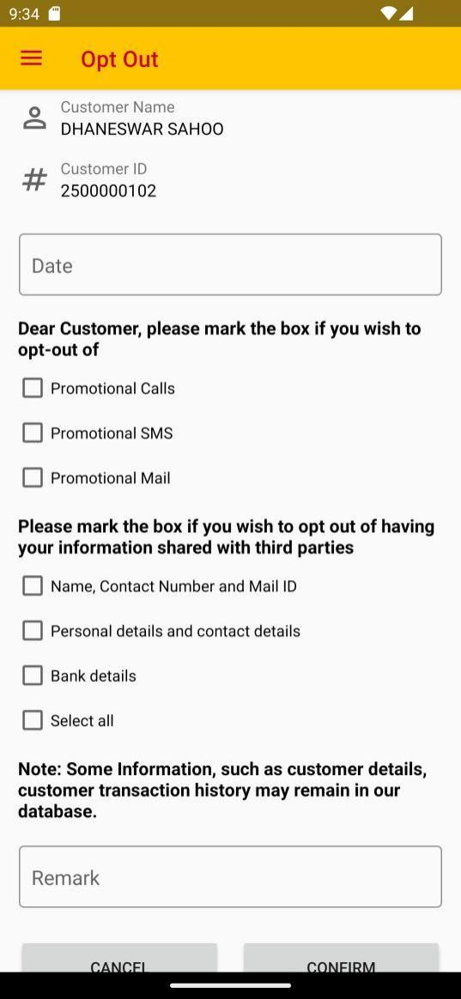 9:34
Opt Out
Customer Name
DHANESWAR SAHOO
Customer ID
2500000102
Date
Dear Customer, please mark the box if you wish to
opt-out of
Promotional Calls
Promotional SMS
Promotional Mail
Please mark the box if you wish to opt out of having
your information shared with third parties
Name, Contact Number and Mail ID
Personal details and contact details
Bank details
Select all
Note: Some Information, such as customer details,
customer transaction history may remain in our
database.
Remark
CANCEL CONFIRM